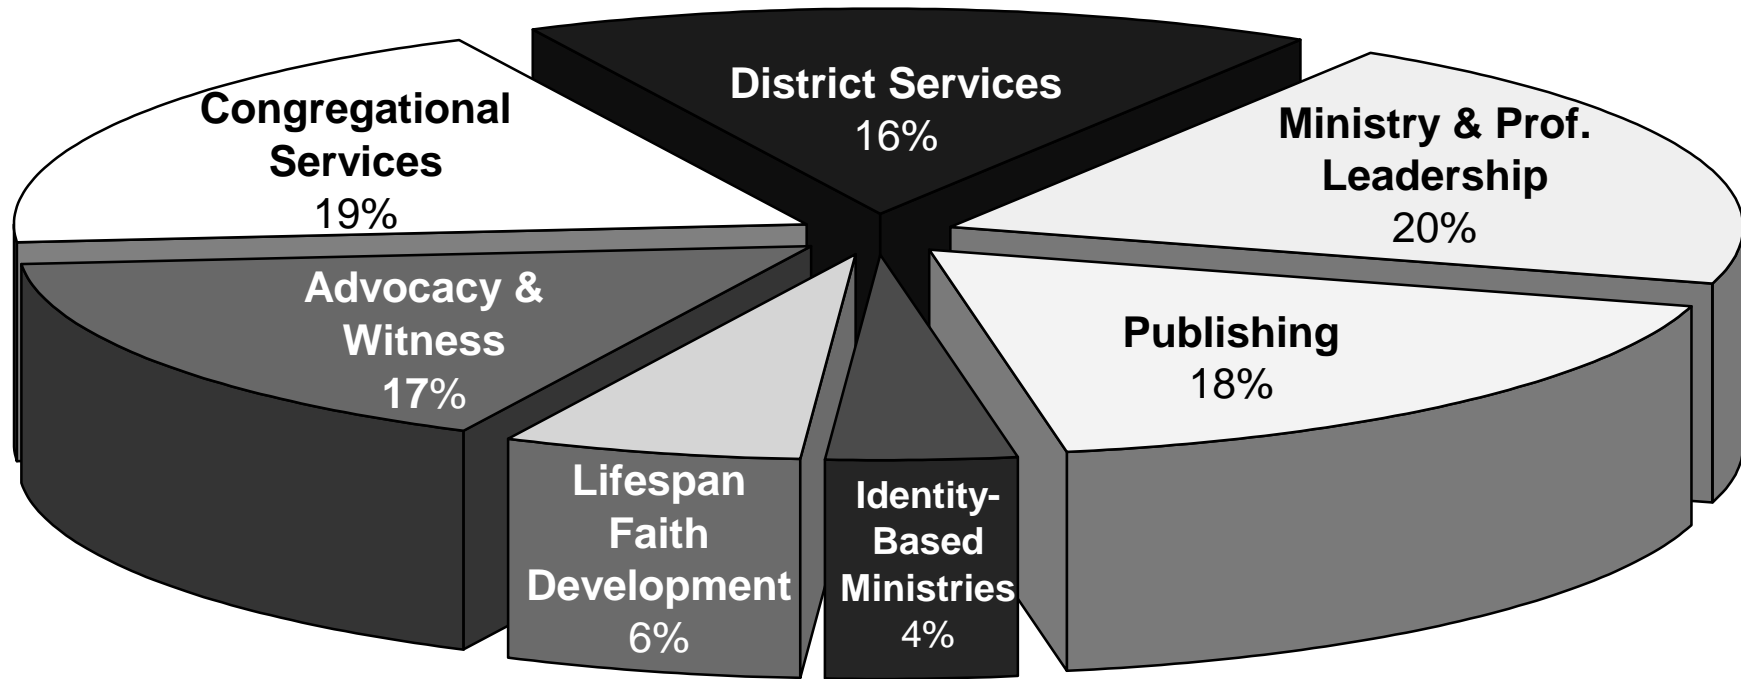 District Services
16%
Congregational
Services
19%
Ministry & Prof.
Leadership
20%
Advocacy &
Witness
17%
Publishing
18%
Lifespan
Faith
Development
6%
Identity-
Based
Ministries
4%